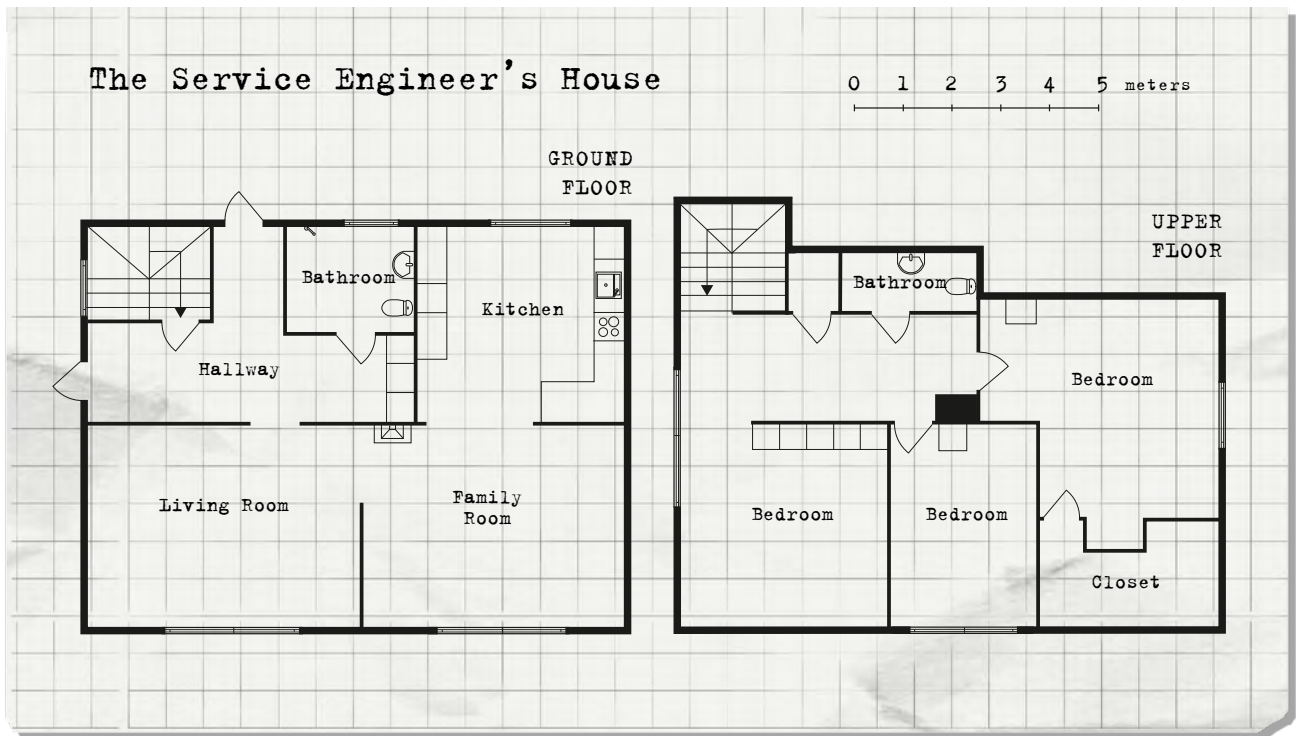 The Service Engineer's House
0 1 2 3 4 5 meters
GROUND
FLOOR
UPPER
FLOOR
Bathroom
Kitchen
Hallway
Living Room
Family
Room
Bathroom
Bedroom
Bedroom
Bedroom
Closet